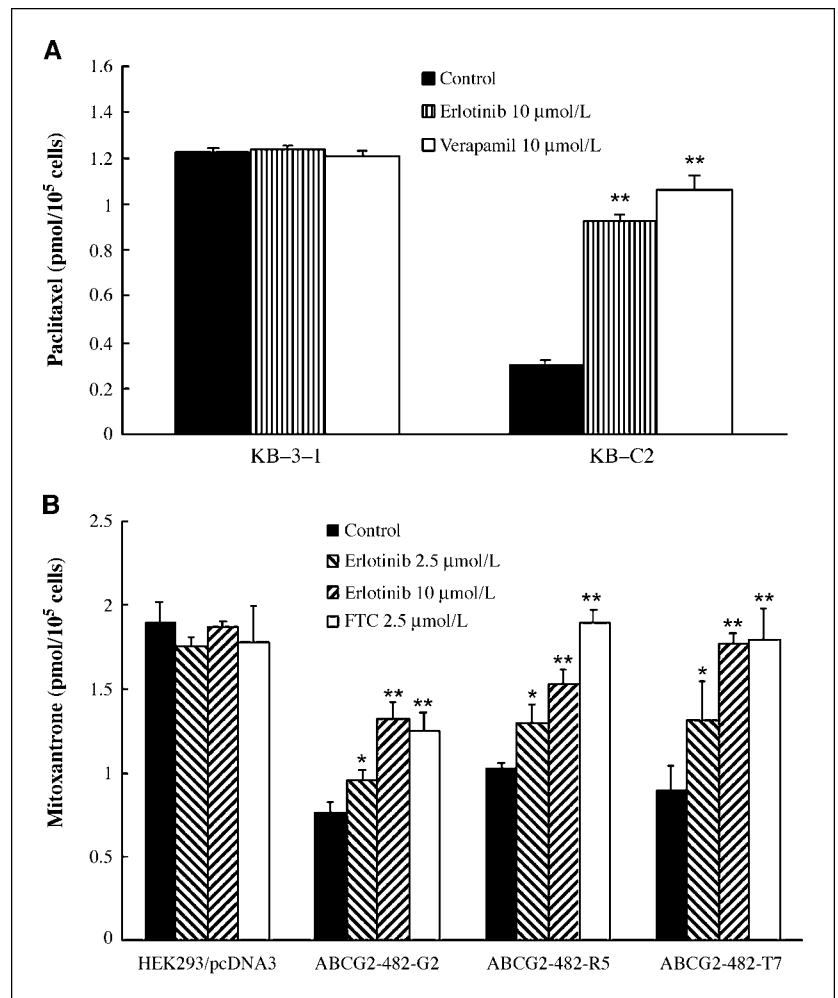 A
Paclitaxel (pmol/10⁵ cells)
1.6
1.4
1.2
1
0.8
0.6
0.4
0.2
0
Control
Erlotinib 10 μmol/L
Verapamil 10 μmol/L
**
**
KB–3–1
KB–C2
B
Mitoxantrone (pmol/10⁵ cells)
2.5
2
1.5
1
0.5
0
Control
Erlotinib 2.5 μmol/L
Erlotinib 10 μmol/L
FTC 2.5 μmol/L
*
**
**
*
**
**
*
**
**
HEK293/pcDNA3
ABCG2-482-G2
ABCG2-482-R5
ABCG2-482-T7